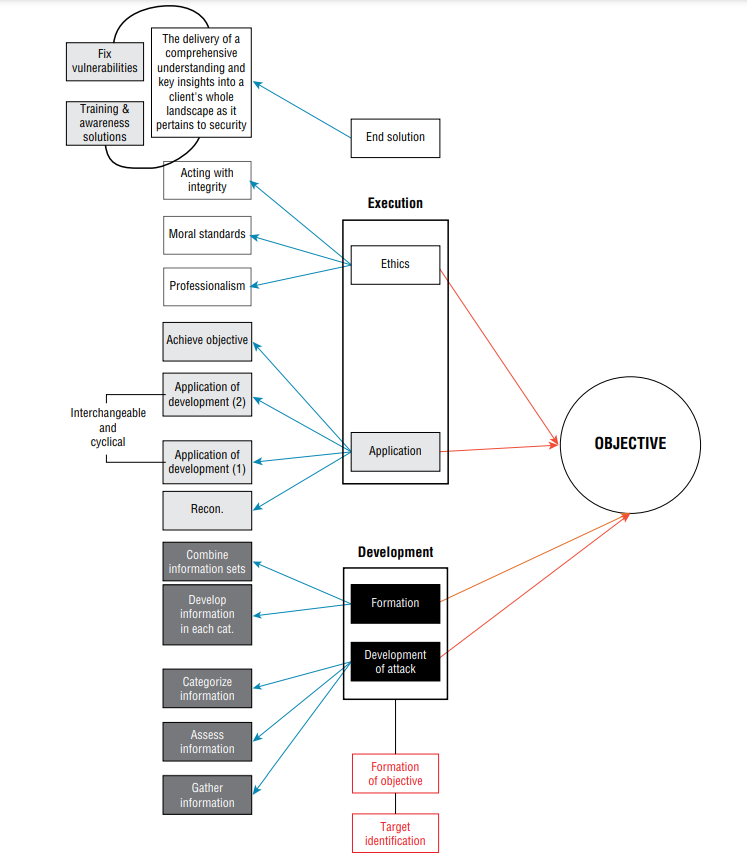 Fix
vulnerabilities
The delivery of a
comprehensive
understanding and
key insights into a
client's whole
landscape as it
pertains to security
Training &
awareness
solutions
End solution
Acting with
integrity
Execution
Moral standards
Ethics
Professionalism
Achieve objective
Application of
development (2)
Interchangeable
and
cyclical
Application
OBJECTIVE
Application of
development (1)
Recon.
Development
Combine
information sets
Formation
Develop
information
in each cat.
Development
of attack
Categorize
information
Assess
information
Formation
of objective
Gather
information
Target
identification